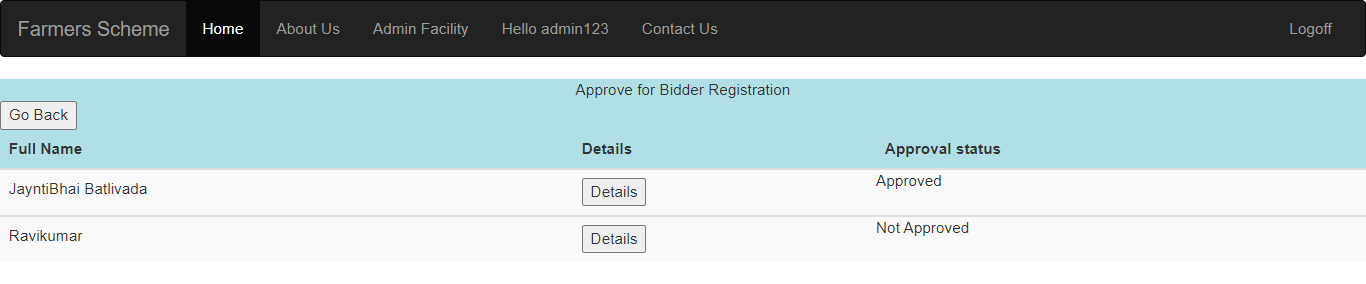 Farmers Scheme Home About Us Admin Facility Hello admin123 Contact Us Logoff
Approve for Bidder Registration
Go Back
Full Name Details Approval status
JayntiBhai Batlivada Details Approved
Ravikumar Details Not Approved